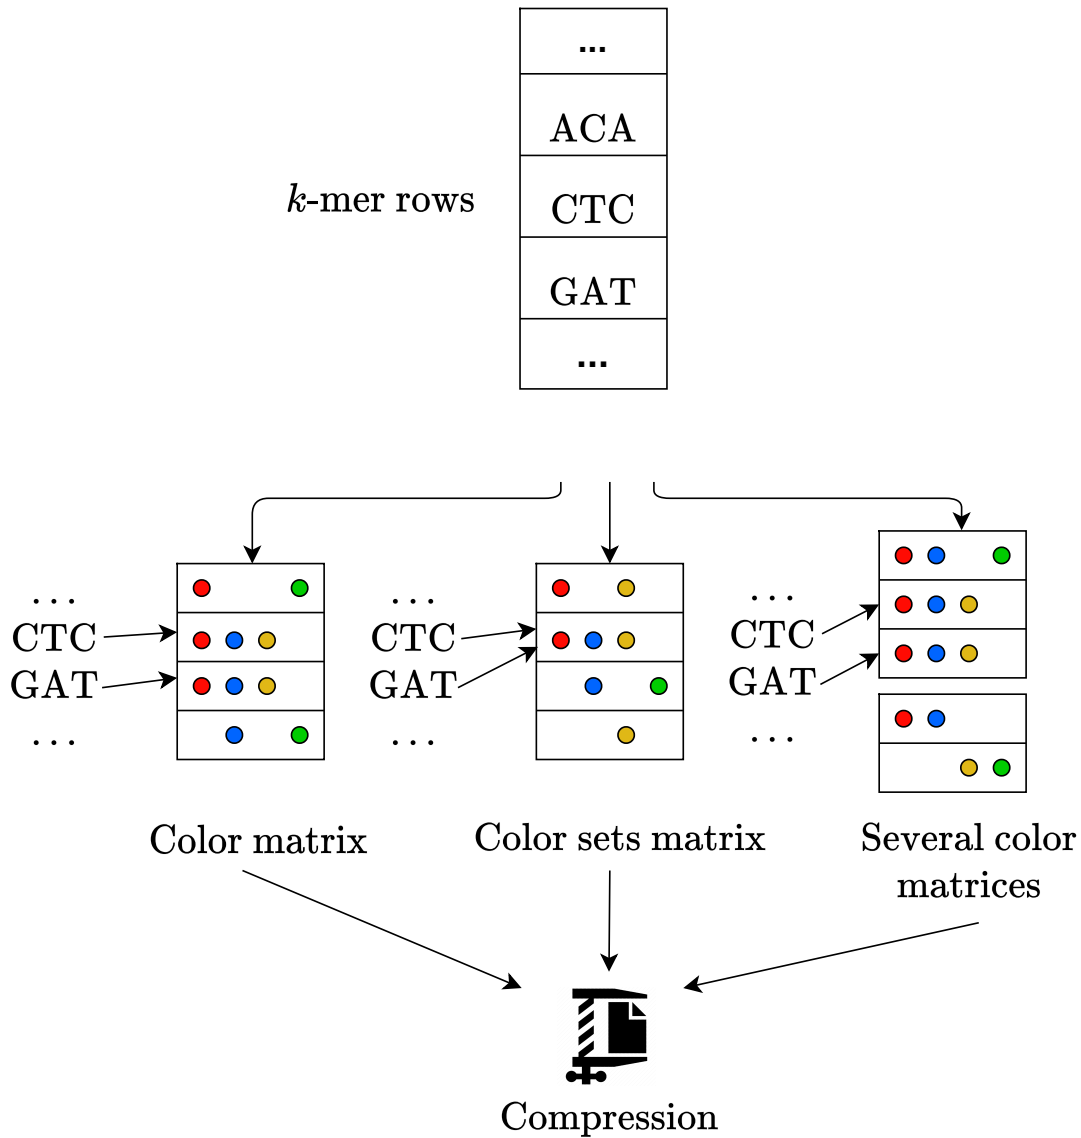 ...
ACA
k-mer rows
CTC
GAT
...
...
CTC
GAT
...
...
CTC
GAT
...
...
CTC
GAT
...
Color matrix
Color sets matrix
Several color
matrices
Compression